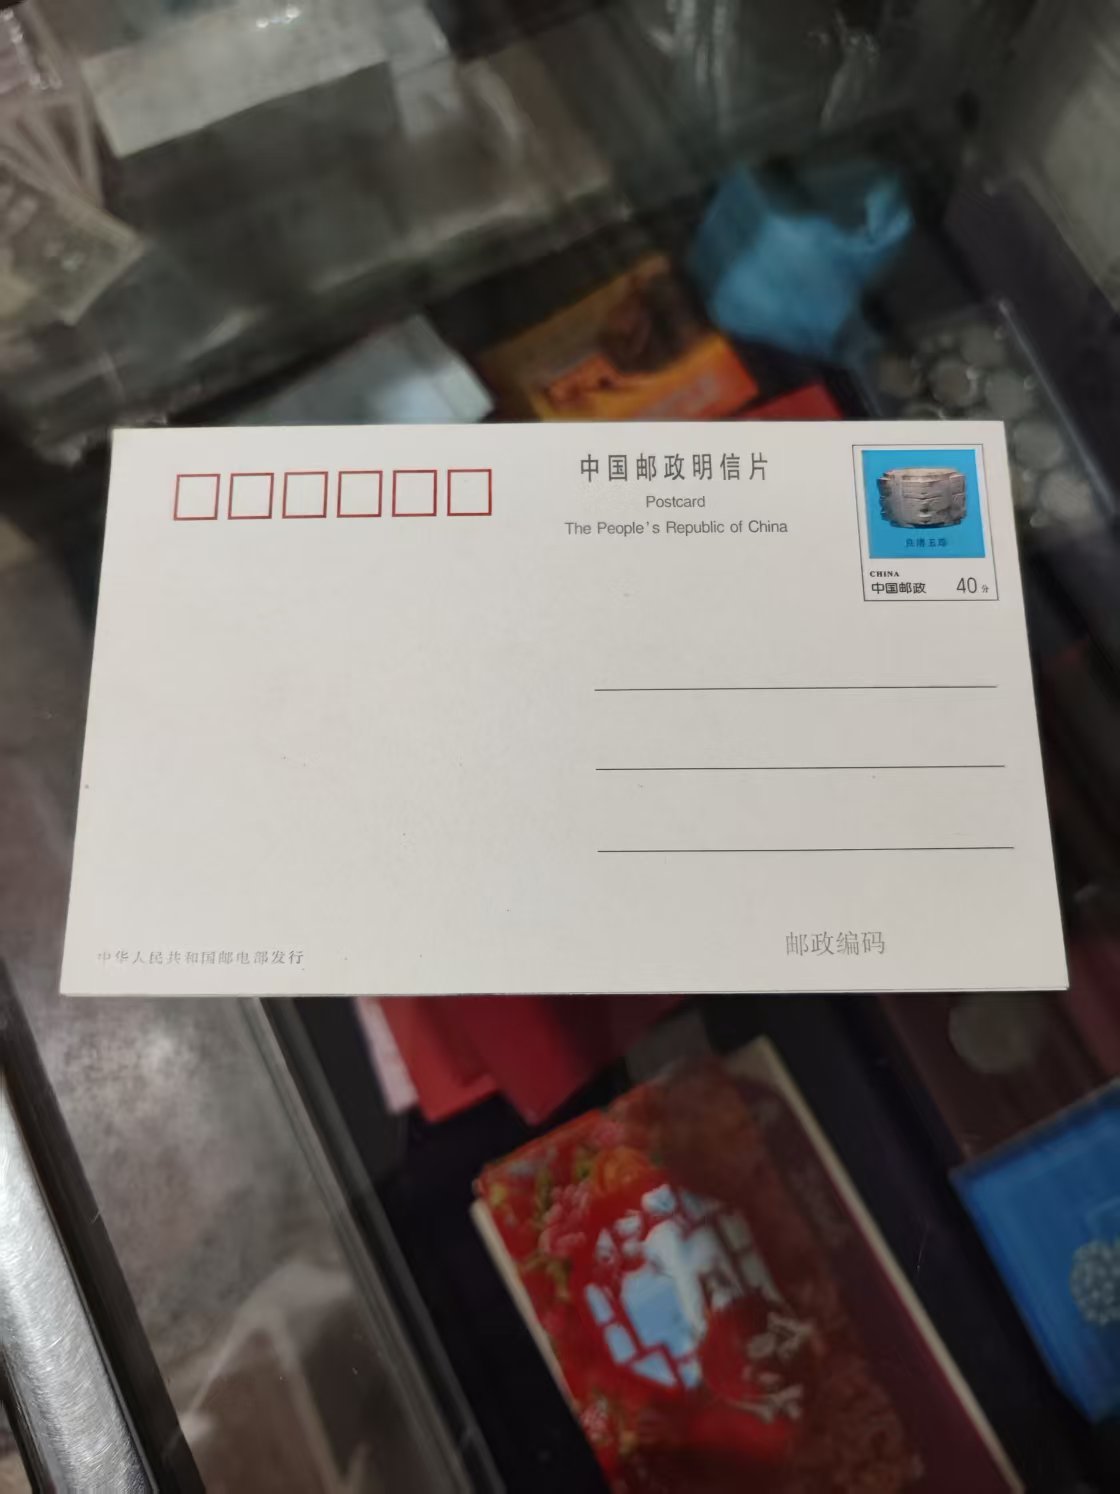 中国邮政明信片
Postcard
The People's Republic of China
良渚玉琮
CHINA
中国邮政 40分
中华人民共和国邮电部发行
邮政编码